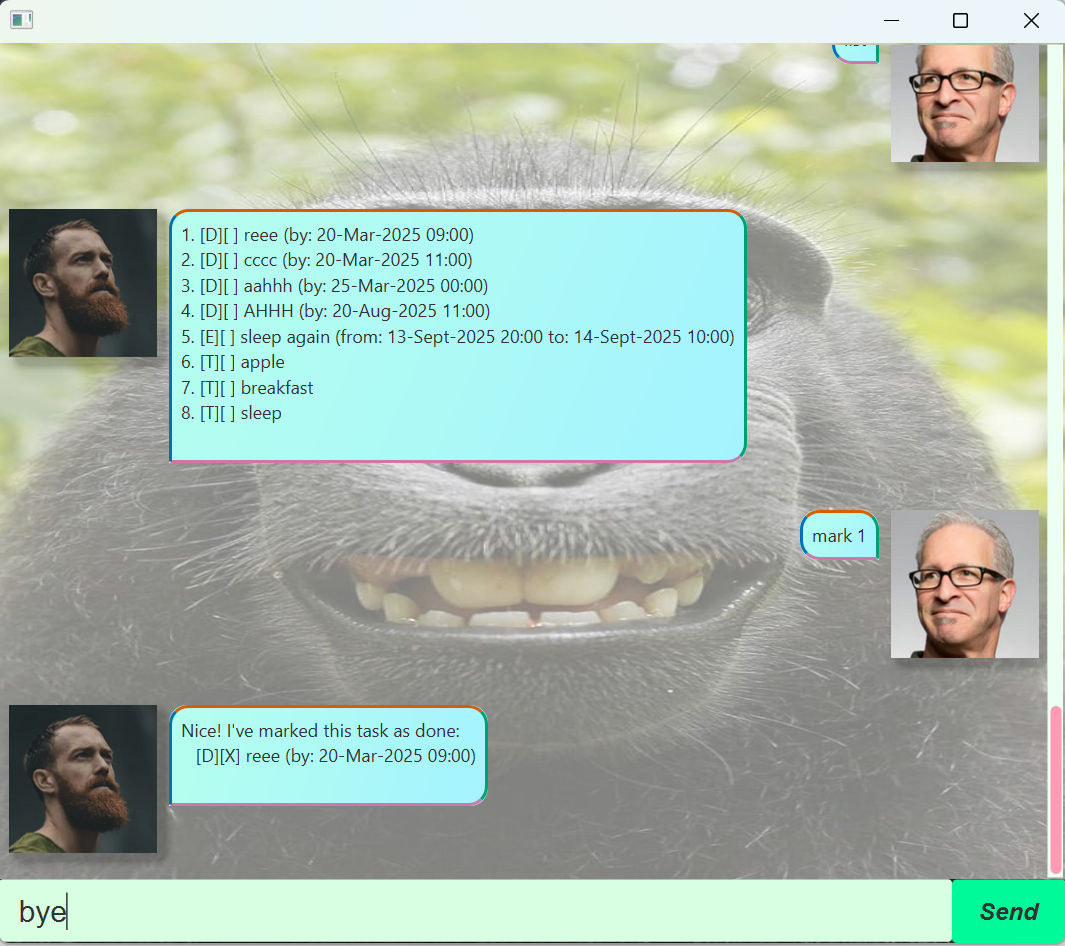 1. [D][ ] reee (by: 20-Mar-2025 09:00)
2. [D][ ] cccc (by: 20-Mar-2025 11:00)
3. [D][ ] aahhh (by: 25-Mar-2025 00:00)
4. [D][ ] AHHH (by: 20-Aug-2025 11:00)
5. [E][ ] sleep again (from: 13-Sept-2025 20:00 to: 14-Sept-2025 10:00)
6. [T][ ] apple
7. [T][ ] breakfast
8. [T][ ] sleep
mark 1
Nice! I've marked this task as done:
[D][X] reee (by: 20-Mar-2025 09:00)
bye
Send